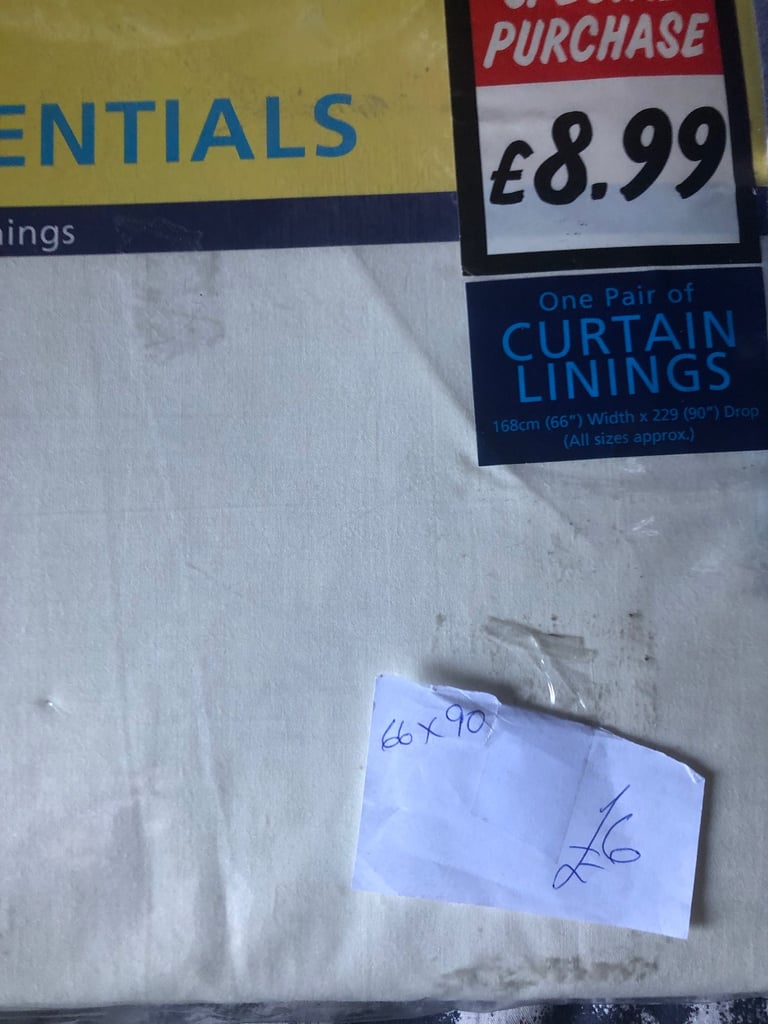 PURCHASE
£8.99
ENTIALS
nings
One Pair of
CURTAIN
LININGS
168cm (66") Width x 229 (90") Drop
(All sizes approx.)
66 x 90
£6